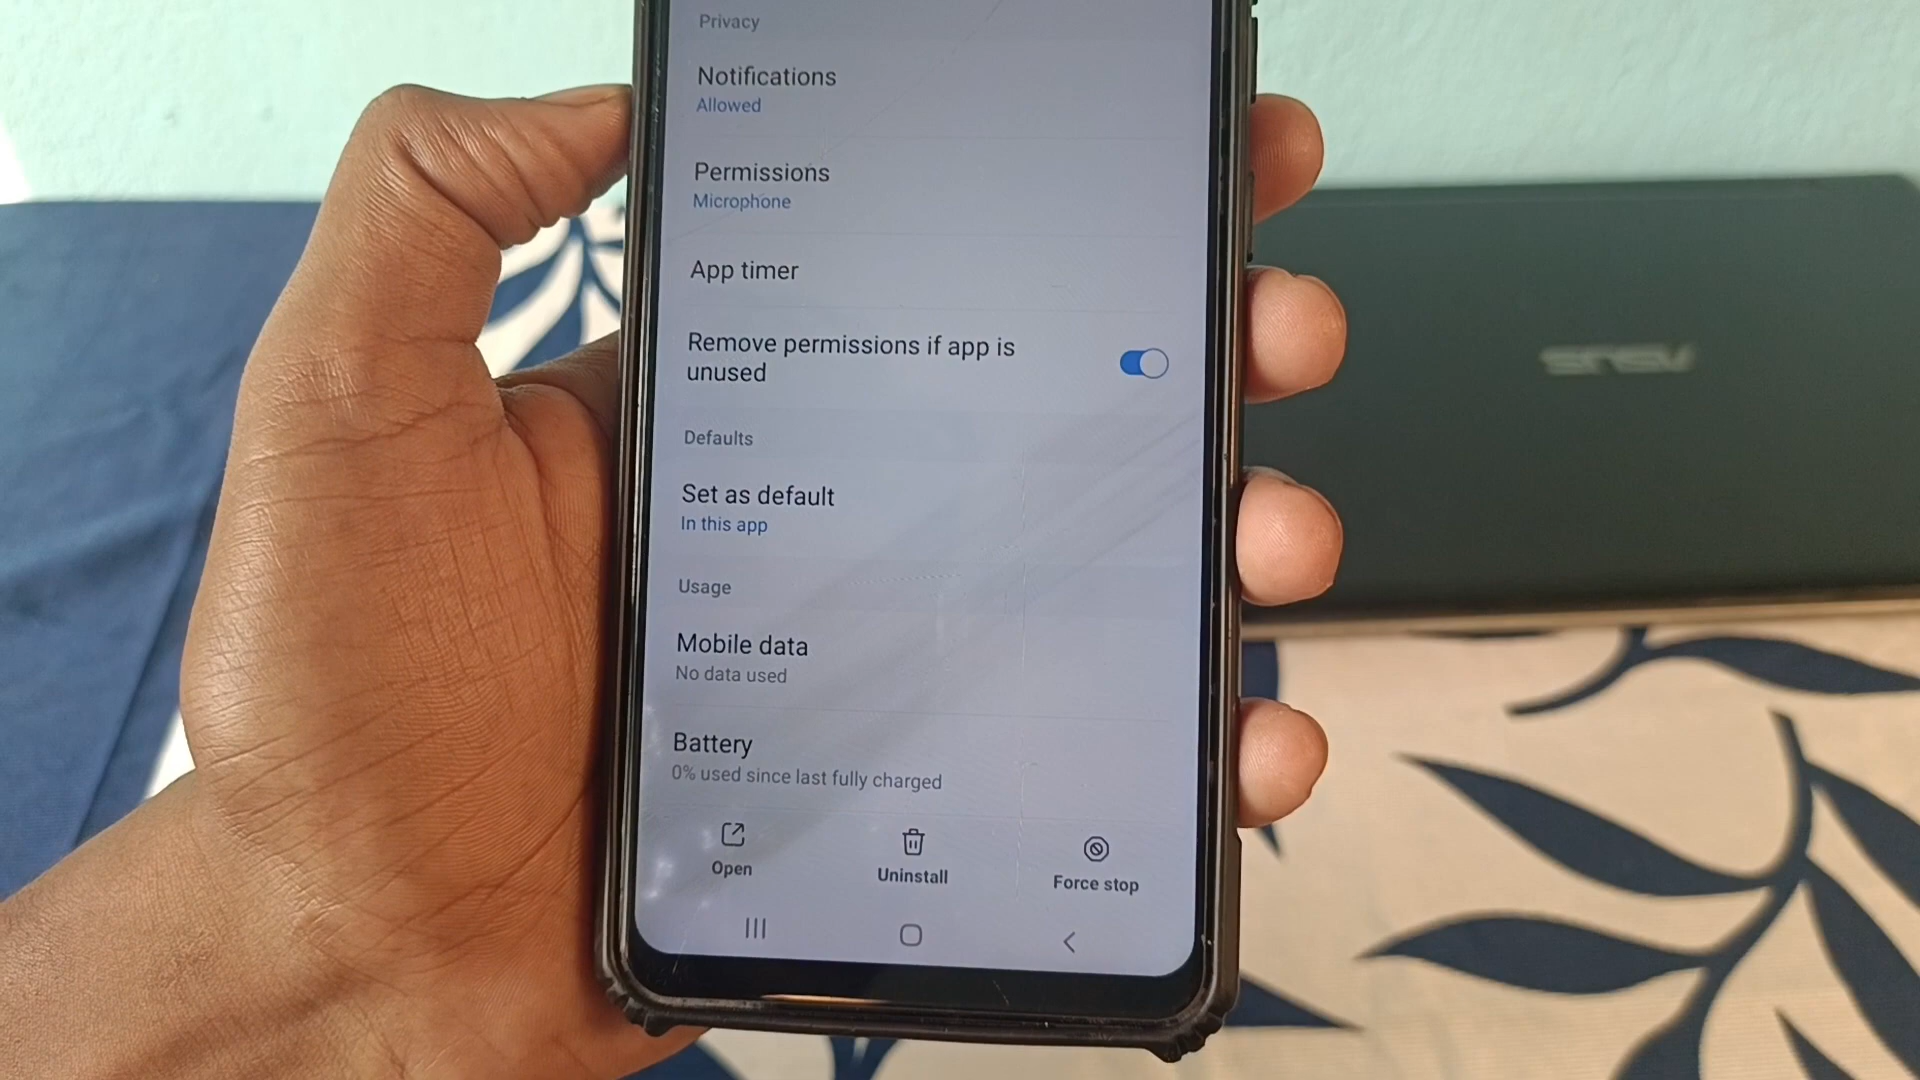 Privacy
Notifications
Allowed
Permissions
Microphone
App timer
Remove permissions if app is
unused
Defaults
Set as default
In this app
Usage
Mobile data
No data used
Battery
0% used since last fully charged
Open
Uninstall
Force stop
ASUS